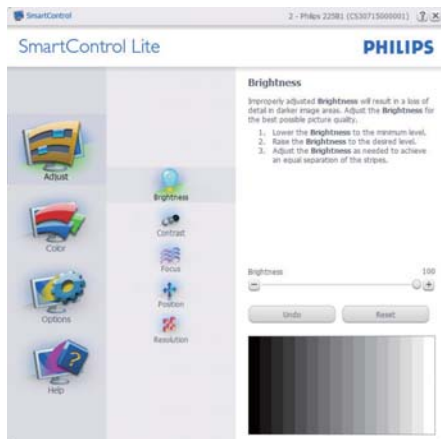 SmartControl
2 - Philips 225B1 (CS30715000001)
SmartControl Lite
PHILIPS
Adjust
Color
Options
Help
Brightness
Contrast
Focus
Position
Resolution
Brightness
Improperly adjusted Brightness will result in a loss of
detail in darker image areas. Adjust the Brightness for
the best possible picture quality.
1. Lower the Brightness to the minimum level.
2. Raise the Brightness to the desired level.
3. Adjust the Brightness as needed to achieve
an equal separation of the stripes.
Brightness 100
Undo Reset